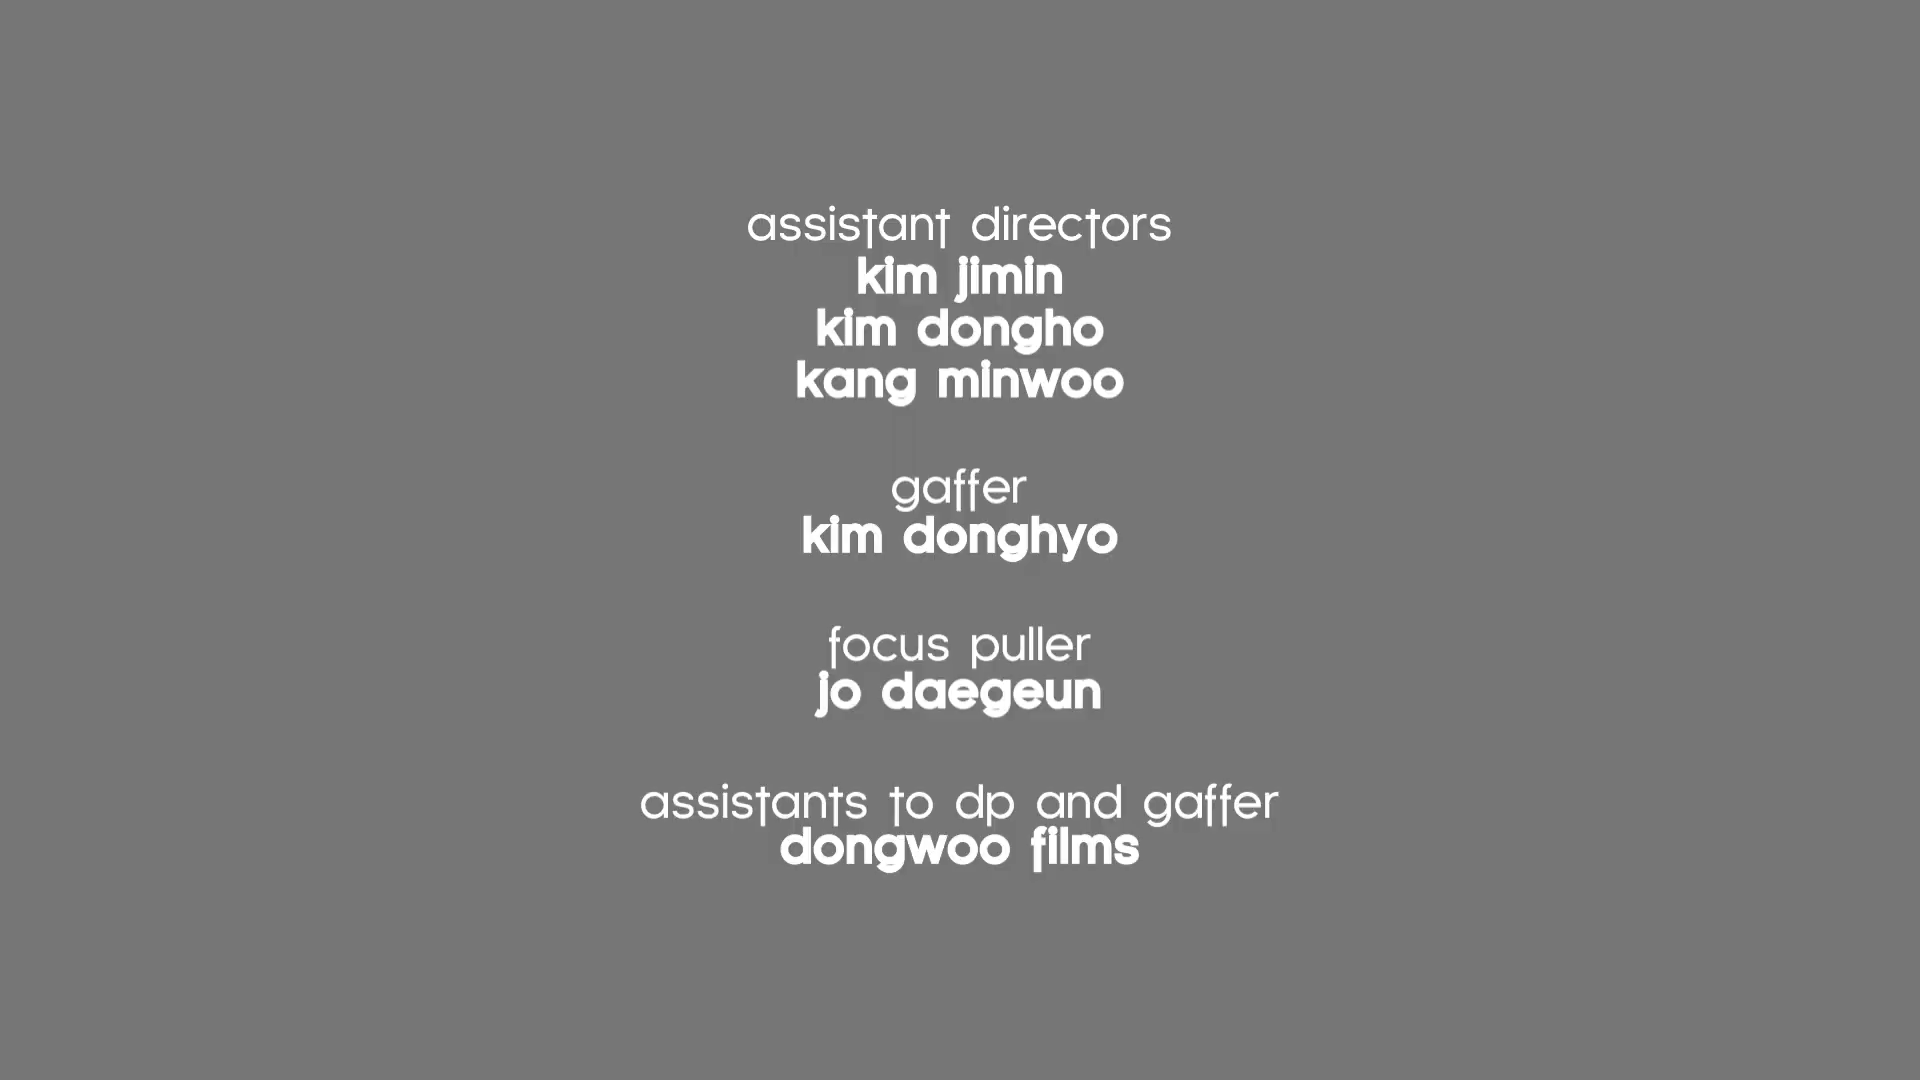 assistant directors
kim jimin
kim dongho
kang minwoo
gaffer
kim donghyo
focus puller
jo daegeun
assistants to dp and gaffer
dongwoo films